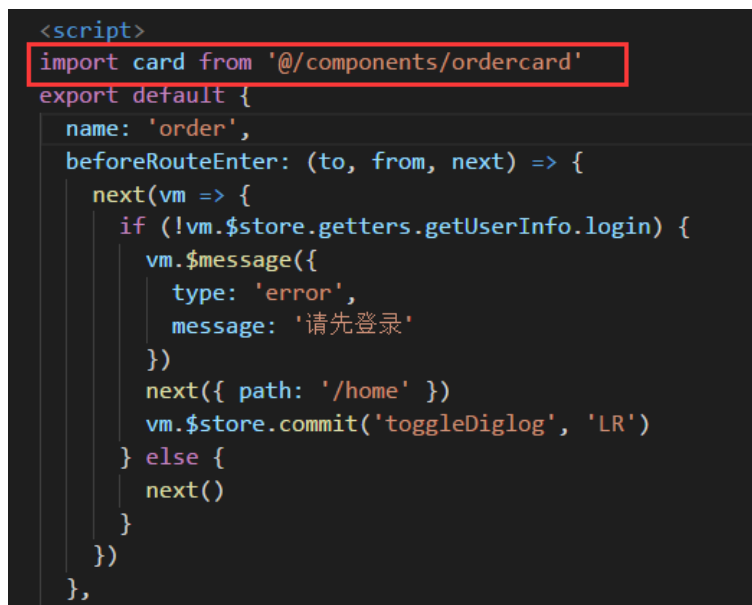 <script>
import card from '@/components/ordercard'
export default {
name: 'order',
beforeRouteEnter: (to, from, next) => {
next(vm => {
if (!vm.$store.getters.getUserInfo.login) {
vm.$message({
type: 'error',
message: '请先登录'
})
next({ path: '/home' })
vm.$store.commit('toggleDiglog', 'LR')
} else {
next()
}
})
},